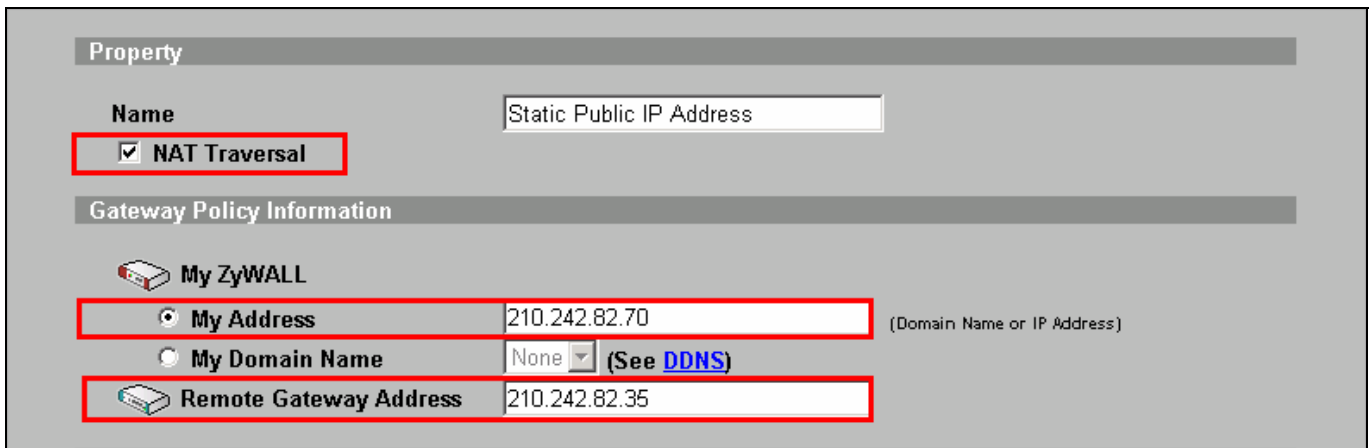 Property
Name Static Public IP Address
NAT Traversal
Gateway Policy Information
My ZyWALL
My Address 210.242.82.70 (Domain Name or IP Address)
My Domain Name None (See DDNS)
Remote Gateway Address 210.242.82.35